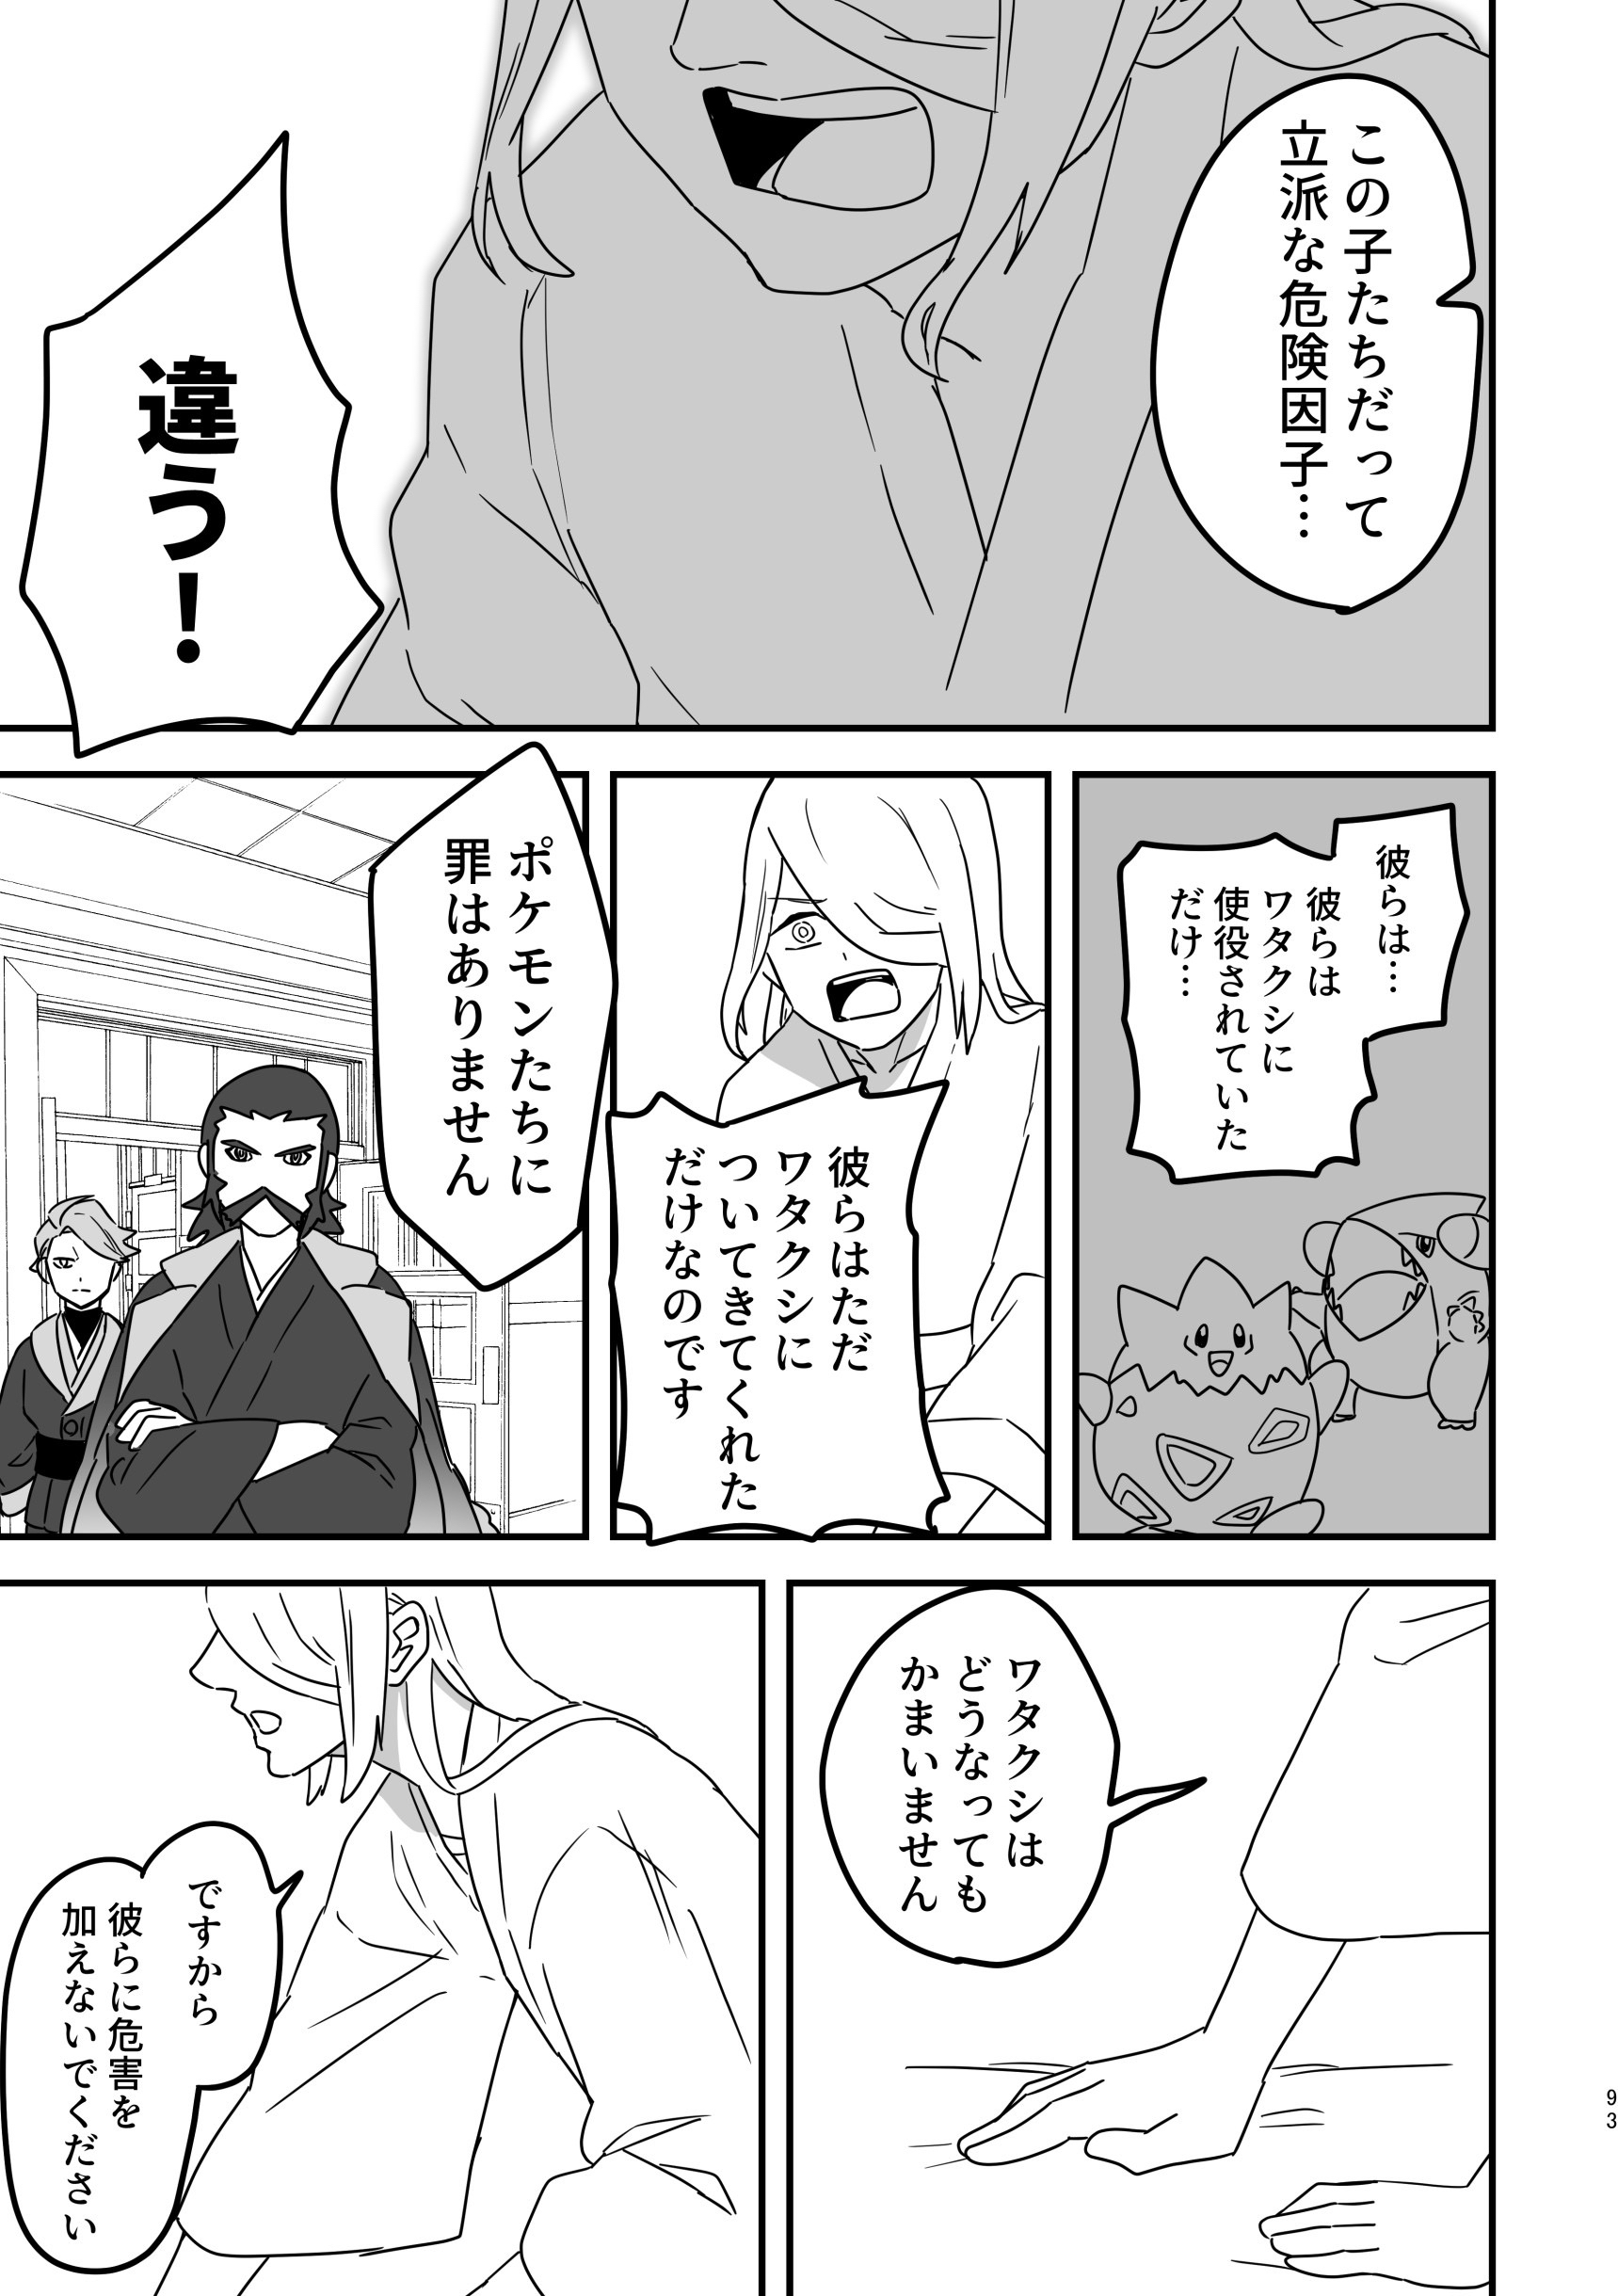 この子たちだって
立派な危険因子…
違う！
彼らは…
彼らは
ワタクシに
使役されていた
だけ…
彼らはただ
ワタクシに
ついてきてくれた
だけなのです
ポケモンたちに
罪はありません
ワタクシは
どうなっても
かまいません
ですから
彼らに危害を
加えないでください
93